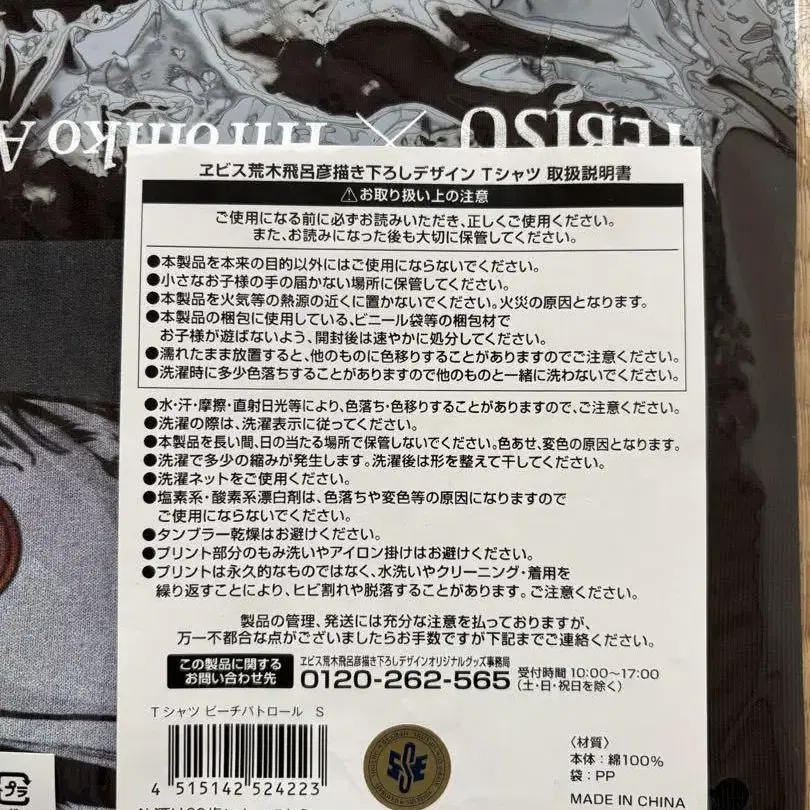 YEBISU × Hirohiko A
ヱビス荒木飛呂彦描き下ろしデザイン Tシャツ 取扱説明書
⚠お取り扱い上の注意
ご使用になる前に必ずお読みいただき、正しくご使用ください。
また、お読みになった後も大切に保管してください。
●本製品を本来の目的以外にはご使用にならないでください。
●小さなお子様の手の届かない場所に保管してください。
●本製品を火気等の熱源の近くに置かないでください。火災の原因となります。
●本製品の梱包に使用している、ビニール袋等の梱包材で
お子様が遊ばないよう、開封後は速やかに処分してください。
●濡れたまま放置すると、他のものに色移りすることがありますのでご注意ください。
●洗濯時に多少色落ちすることがありますので他のものと一緒に洗わないでください。
●水・汗・摩擦・直射日光等により、色落ち・色移りすることがありますので、ご注意ください。
●洗濯の際は、洗濯表示に従ってください。
●本製品を長い間、日の当たる場所で保管しないでください。色あせ、変色の原因となります。
●洗濯で多少の縮みが発生します。洗濯後は形を整えて干してください。
●洗濯ネットをご使用ください。
●塩素系・酸素系漂白剤は、色落ちや変色等の原因になりますので
ご使用にならないでください。
●タンブラー乾燥はお避けください。
●プリント部分のもみ洗いやアイロン掛けはお避けください。
●プリントは永久的なものではなく、水洗いやクリーニング・着用を
繰り返すことにより、ヒビ割れや脱落することがあります。ご注意ください。
製品の管理、発送には充分な注意を払っておりますが、
万一不都合な点がございましたらお手数ですが下記までご連絡ください。
この製品に関する
お問い合わせ先
ヱビス荒木飛呂彦描き下ろしデザインオリジナルグッズ事務局
0120-262-565
受付時間 10:00～17:00
(土・日・祝日を除く)
Tシャツ ビーチパトロール S
4 515142 524223
〈材質〉
本体：綿100%
袋：PP
MADE IN CHINA
プラ